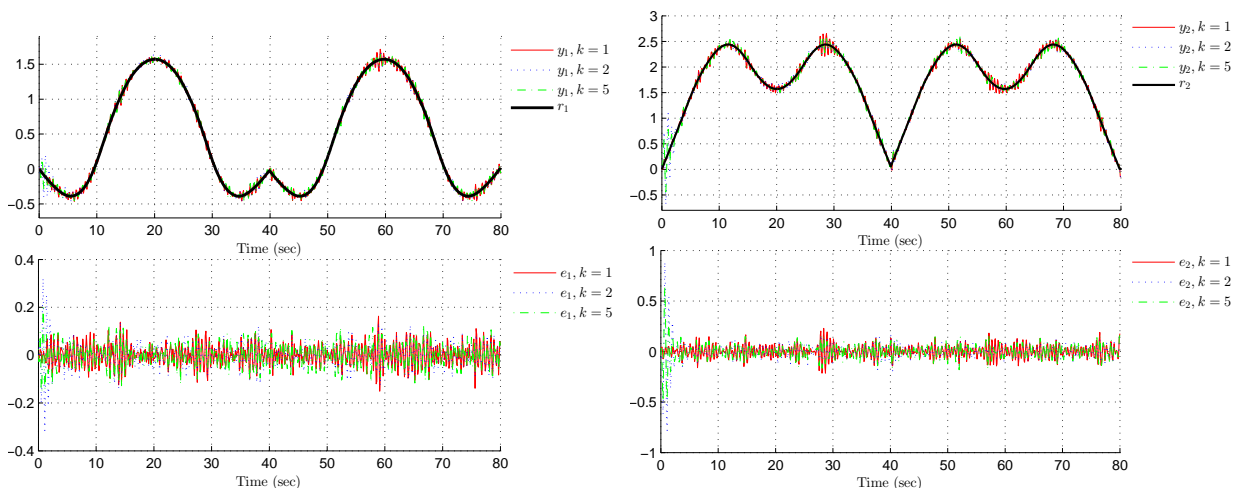 1.5
1
0.5
0
−0.5
0 10 20 30 40 50 60 70 80
Time (sec)
y1, k = 1
y1, k = 2
y1, k = 5
r1
3
2.5
2
1.5
1
0.5
0
−0.5
0 10 20 30 40 50 60 70 80
Time (sec)
y2, k = 1
y2, k = 2
y2, k = 5
r2
0.4
0.2
0
−0.2
−0.4
0 10 20 30 40 50 60 70 80
Time (sec)
e1, k = 1
e1, k = 2
e1, k = 5
1
0.5
0
−0.5
−1
0 10 20 30 40 50 60 70 80
Time (sec)
e2, k = 1
e2, k = 2
e2, k = 5